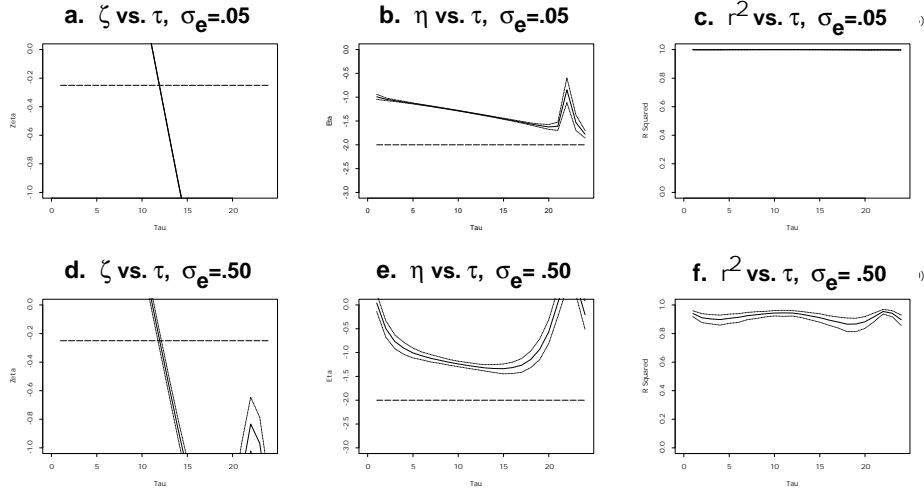 a. ζ vs. τ, σe=.05
b. η vs. τ, σe=.05
c. r² vs. τ, σe=.05
Zeta
0.0
-0.2
-0.4
-0.6
-0.8
-1.0
0 5 10 15 20
Tau
Eta
0.0
-0.5
-1.0
-1.5
-2.0
-2.5
-3.0
0 5 10 15 20
Tau
R Squared
1.0
0.8
0.6
0.4
0.2
0.0
0 5 10 15 20
Tau
d. ζ vs. τ, σe=.50
e. η vs. τ, σe= .50
f. r² vs. τ, σe= .50
Zeta
0.0
-0.2
-0.4
-0.6
-0.8
-1.0
0 5 10 15 20
Tau
Eta
0.0
-0.5
-1.0
-1.5
-2.0
-2.5
-3.0
0 5 10 15 20
Tau
R Squared
1.0
0.8
0.6
0.4
0.2
0.0
0 5 10 15 20
Tau